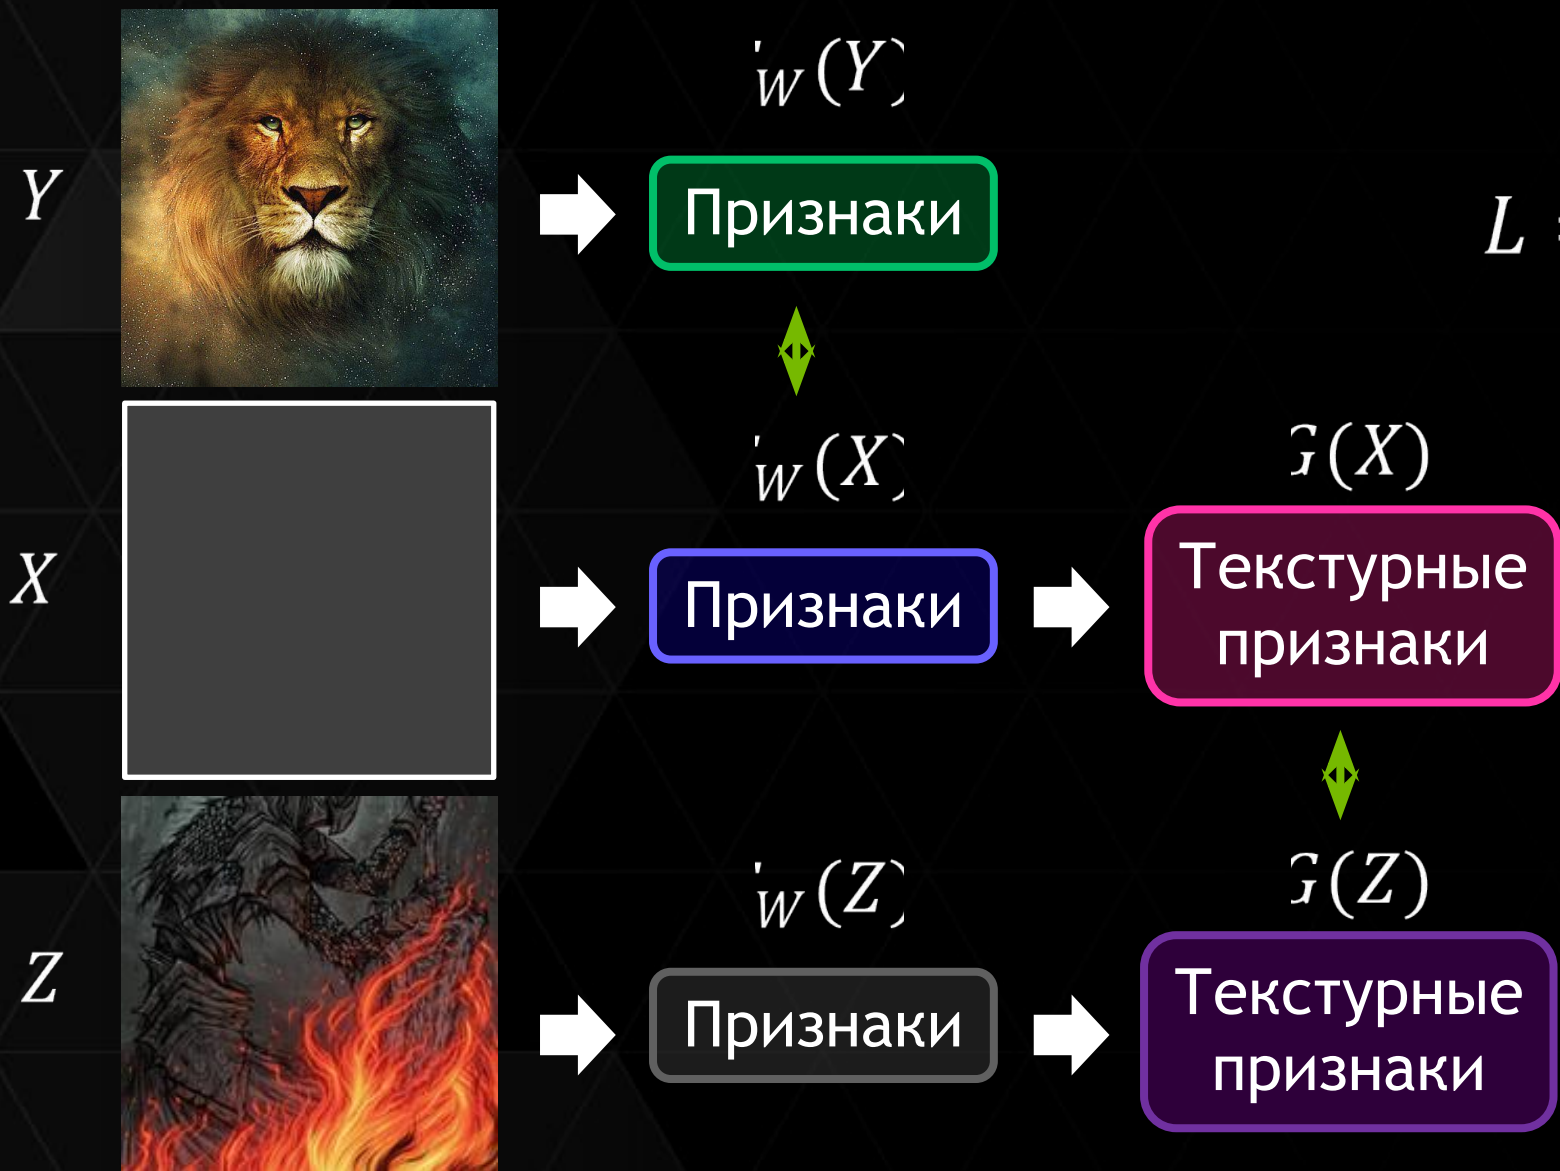 Y
W(Y)
Признаки
L
X
W(X)
Признаки
G(X)
Текстурные
признаки
Z
W(Z)
Признаки
G(Z)
Текстурные
признаки